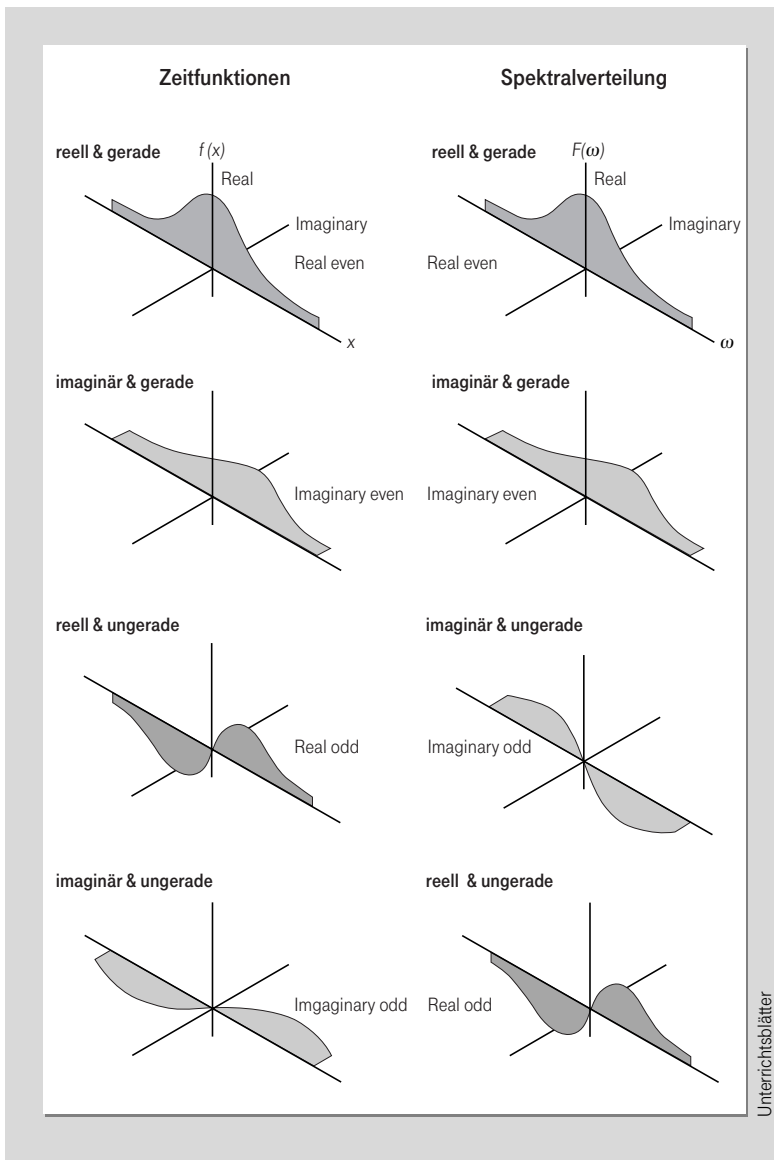 Zeitfunktionen Spektralverteilung
reell & gerade f (x) reell & gerade F(ω)
Real Real
Imaginary Imaginary
Real even Real even
x ω
imaginär & gerade imaginär & gerade
Imaginary even Imaginary even
reell & ungerade imaginär & ungerade
Real odd Imaginary odd
imaginär & ungerade reell & ungerade
Imgaginary odd Real odd
Unterrichtsblätter